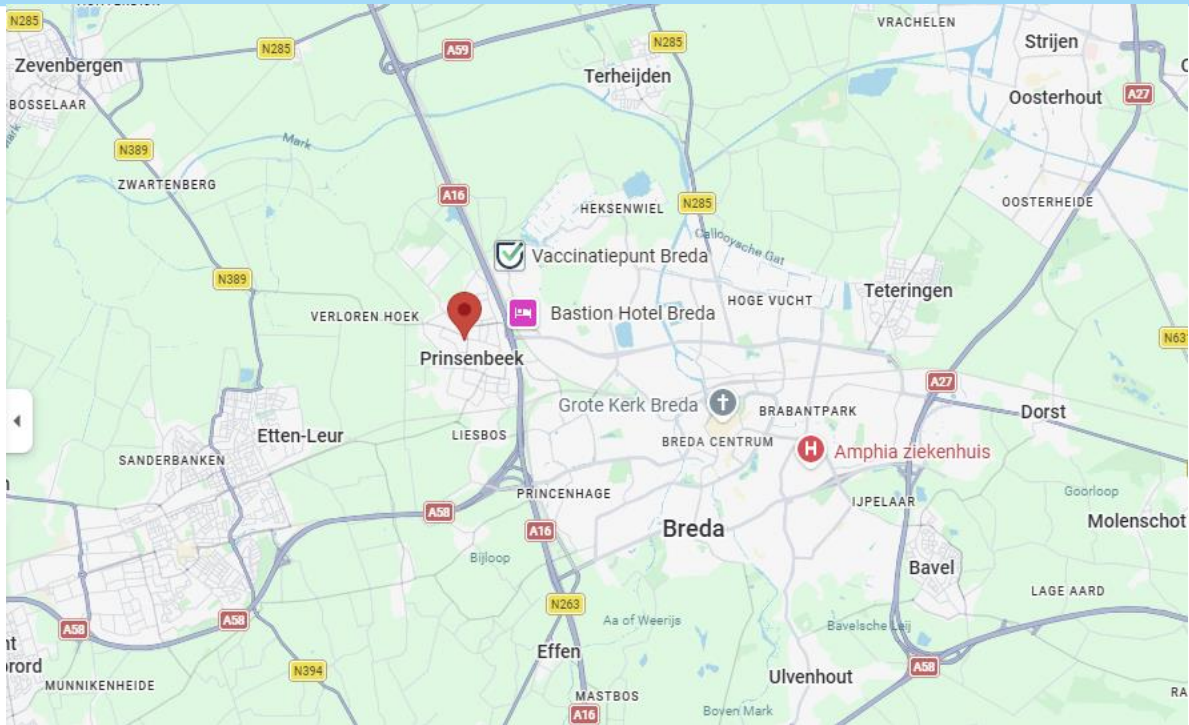 N285
N285
A59
N285
VRACHELEN
Strijen
Zevenbergen
Terheijden
A27
Oosterhout
BOSSELAAR
Mark
Mark
N389
ZWARTENBERG
A16
HEKSENWIEL
N285
OOSTERHEIDE
Vaccinatiepunt Breda
N389
HOGE VUCHT
Teteringen
VERLOREN HOEK
Bastion Hotel Breda
Prinsenbeek
A27
Grote Kerk Breda
BRABANTPARK
Dorst
Etten-Leur
LIESBOS
BREDA CENTRUM
H
Amphia ziekenhuis
SANDERBANKEN
PRINCENHAGE
IJPELAAR
Goorloop
A58
A16
Breda
Molenschot
Bijloop
Bavel
LAGE AARD
N263
Aa of Weerijs
Bavelsche Leij
A58
A58
Effen
A58
N394
Ulvenhout
MUNNIKENHEIDE
MASTBOS
A16
Boven Mark